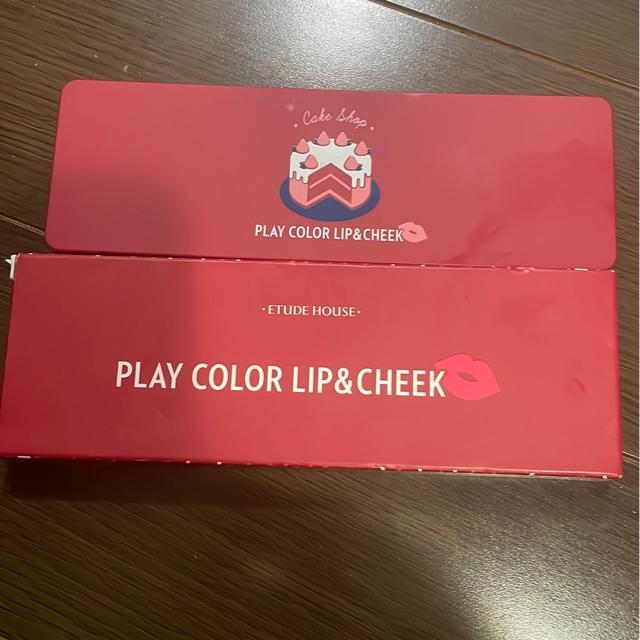 Cake Shop
PLAY COLOR LIP&CHEEK
·ETUDE HOUSE·
PLAY COLOR LIP&CHEEK